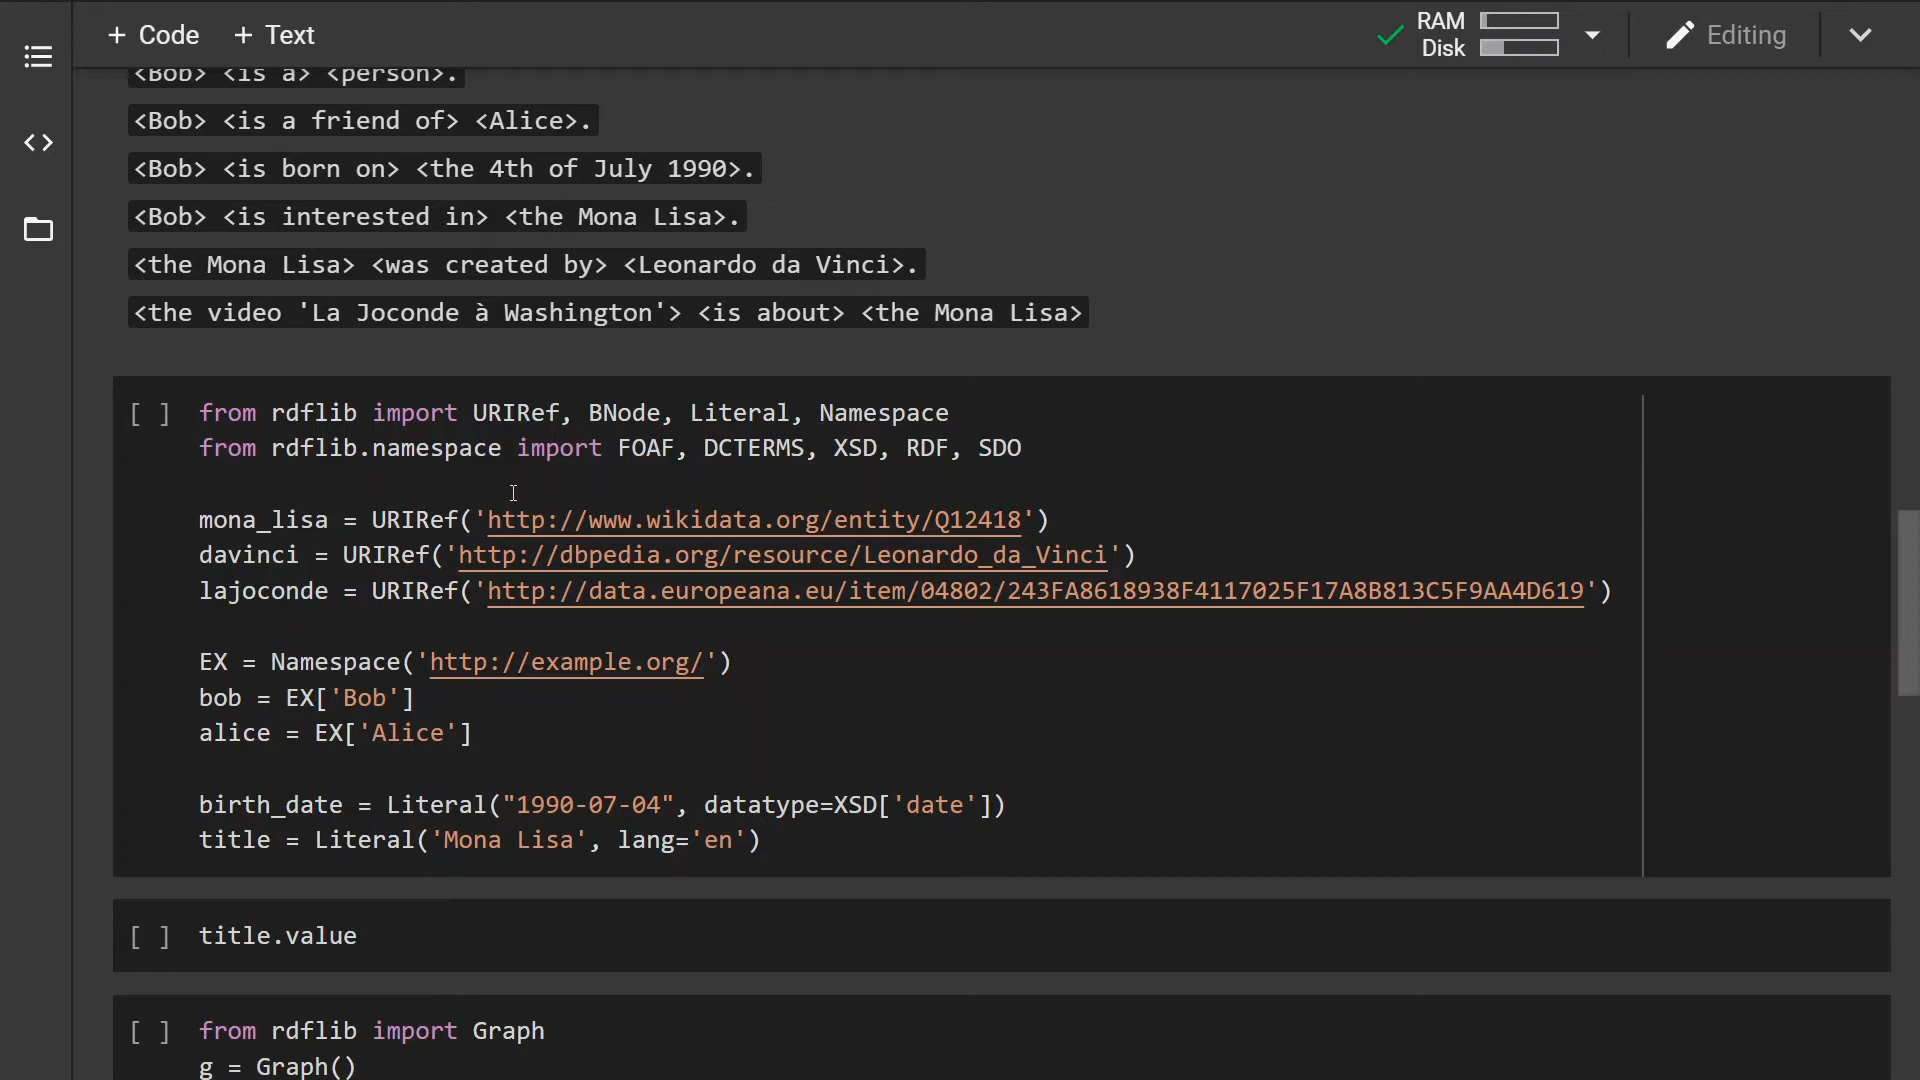 + Code + Text
RAM
Disk
Editing
<Bob> <is a> <person>.
<Bob> <is a friend of> <Alice>.
<Bob> <is born on> <the 4th of July 1990>.
<Bob> <is interested in> <the Mona Lisa>.
<the Mona Lisa> <was created by> <Leonardo da Vinci>.
<the video 'La Joconde à Washington'> <is about> <the Mona Lisa>
[ ] from rdflib import URIRef, BNode, Literal, Namespace
from rdflib.namespace import FOAF, DCTERMS, XSD, RDF, SDO
mona_lisa = URIRef('http://www.wikidata.org/entity/Q12418')
davinci = URIRef('http://dbpedia.org/resource/Leonardo_da_Vinci')
lajoconde = URIRef('http://data.europeana.eu/item/04802/243FA8618938F4117025F17A8B813C5F9AA4D619')
EX = Namespace('http://example.org/')
bob = EX['Bob']
alice = EX['Alice']
birth_date = Literal("1990-07-04", datatype=XSD['date'])
title = Literal('Mona Lisa', lang='en')
[ ] title.value
[ ] from rdflib import Graph
g = Graph()